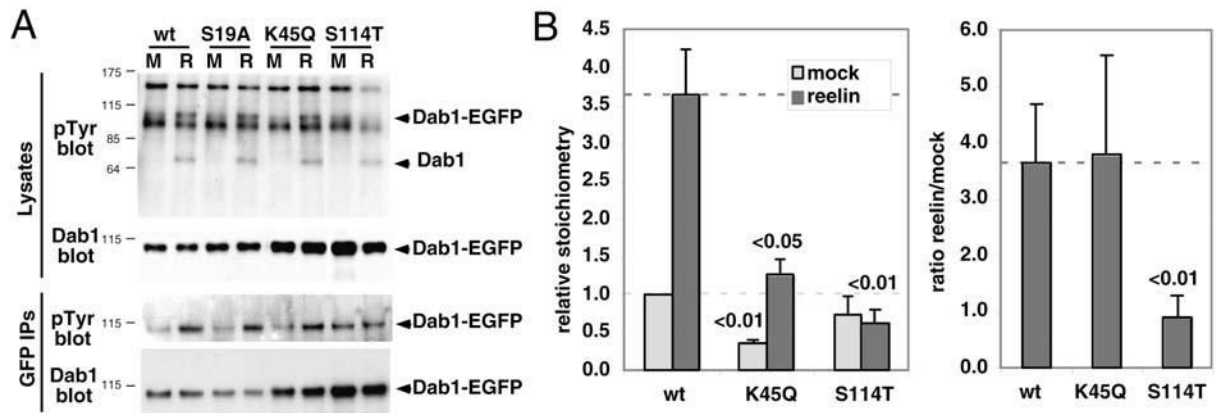 A
wt S19A K45Q S114T
M R M R M R M R
175
115
85
64
pTyr
blot
Dab1-EGFP
Dab1
Lysates
Dab1
blot
115
Dab1-EGFP
GFP IPs
pTyr
blot
115
Dab1-EGFP
Dab1
blot
115
Dab1-EGFP
B
relative stoichiometry
4.5
4.0
3.5
3.0
2.5
2.0
1.5
1.0
0.5
0.0
mock
reelin
<0.01
<0.05
<0.01
wt K45Q S114T
ratio reelin/mock
6.0
5.0
4.0
3.0
2.0
1.0
0.0
<0.01
wt K45Q S114T